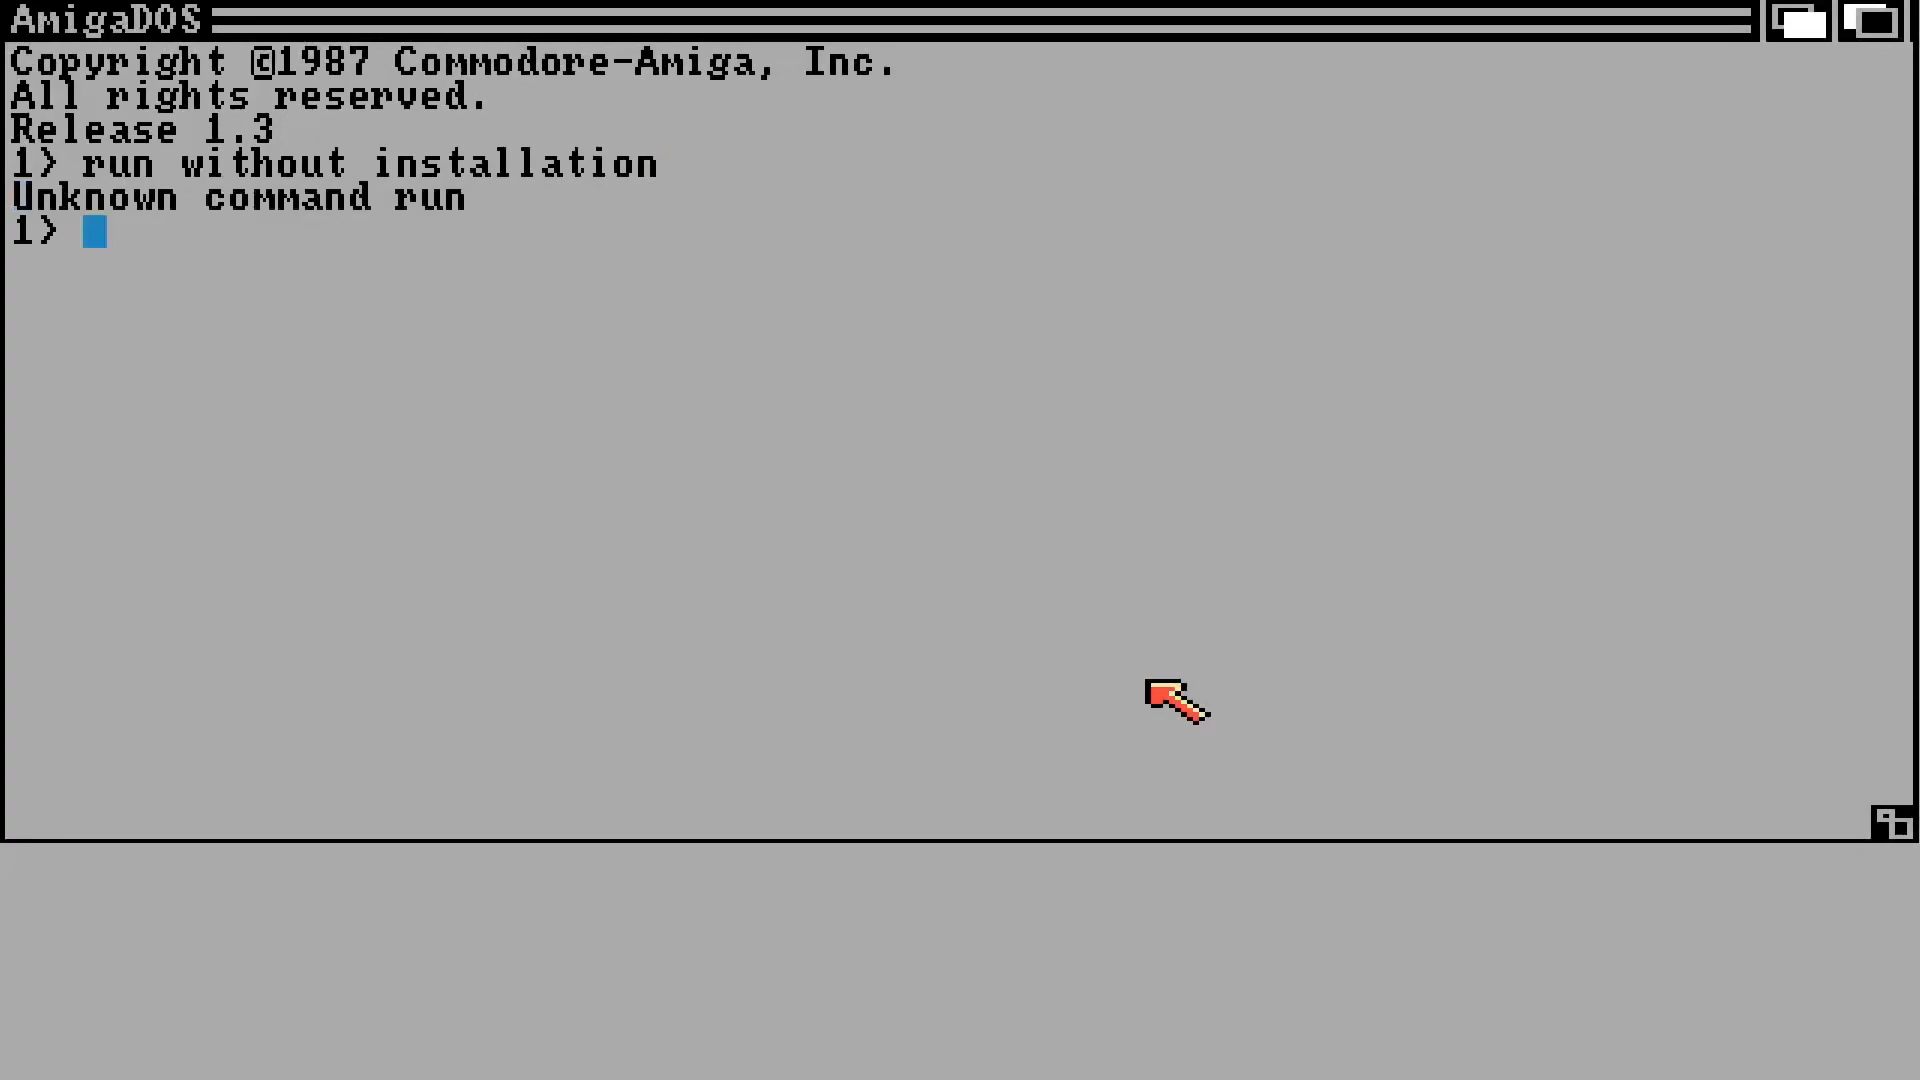 AmigaDOS
Copyright ©1987 Commodore-Amiga, Inc.
All rights reserved.
Release 1.3
1> run without installation
Unknown command run
1>